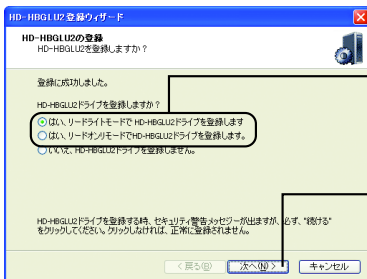 HD-HBGLU2登録ウィザード
HD-HBGLU2の登録
HD-HBGLU2を登録しますか？
登録に成功しました。
HD-HBGLU2ドライブを登録しますか？
はい、リードライトモードで HD-HBGLU2ドライブを登録します
はい、リードオンリモードでHD-HBGLU2ドライブを登録します。
いいえ、HD-HBGLU2ドライブを登録しません。
HD-HBGLU2ドライブを登録する時、セキュリティ警告メッセージーが出ますが、必ず、"続ける"
をクリックしてください。クリックしなければ、正常に登録されません。
<戻る(B) 次へ(N)> キャンセル